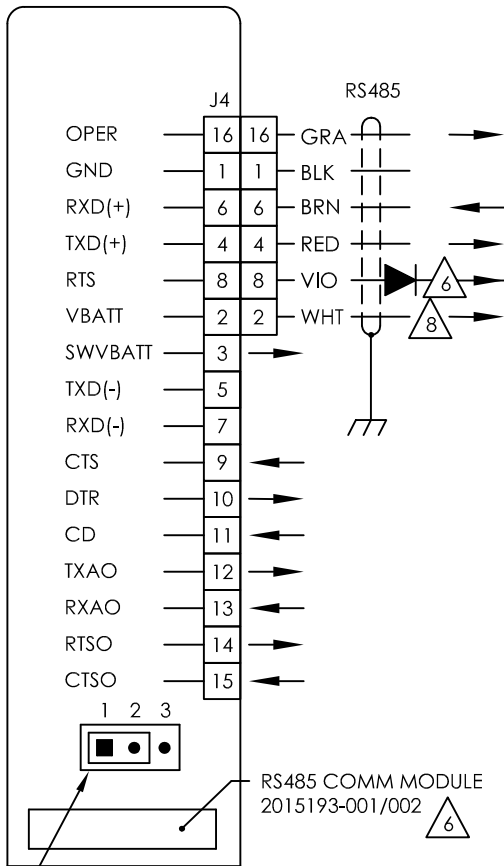 RS485
J4
OPER 16 16 GRA
GND 1 1 BLK
RXD(+) 6 6 BRN
TXD(+) 4 4 RED
RTS 8 8 VIO 6
VBATT 2 2 WHT 8
SWVBATT 3
TXD(-) 5
RXD(-) 7
CTS 9
DTR 10
CD 11
TXAO 12
RXAO 13
RTSO 14
CTSO 15
1 2 3
RS485 COMM MODULE
2015193-001/002 6